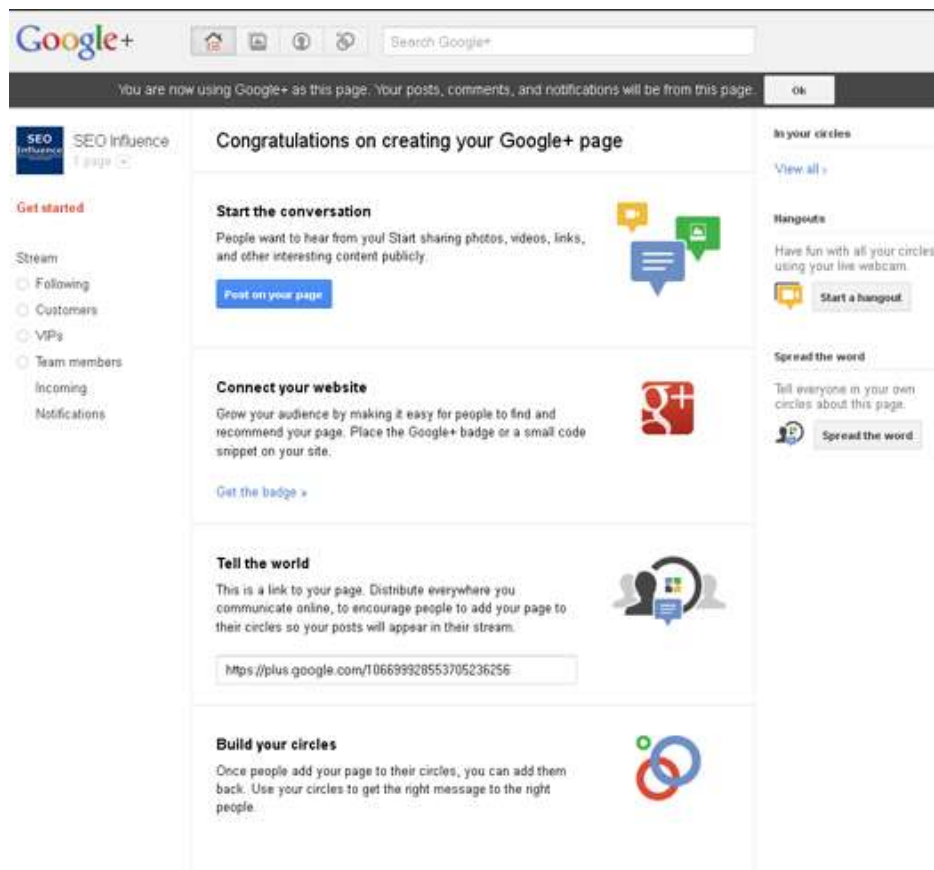 Google+
Search Google+
You are now using Google+ as this page. Your posts, comments, and notifications will be from this page.
Ok
SEO
Influence
SEO Influence
1 page
Get started
Stream
Following
Customers
VIPs
Team members
Incoming
Notifications
Congratulations on creating your Google+ page
Start the conversation
People want to hear from you! Start sharing photos, videos, links,
and other interesting content publicly.
Post on your page
Connect your website
Grow your audience by making it easy for people to find and
recommend your page. Place the Google+ badge or a small code
snippet on your site.
Get the badge »
g+
Tell the world
This is a link to your page. Distribute everywhere you
communicate online, to encourage people to add your page to
their circles so your posts will appear in their stream.
https://plus.google.com/106699928553705236256
Build your circles
Once people add your page to their circles, you can add them
back. Use your circles to get the right message to the right
people.
In your circles
View all ›
Hangouts
Have fun with all your circles
using your live webcam.
Start a hangout
Spread the word
Tell everyone in your own
circles about this page.
Spread the word